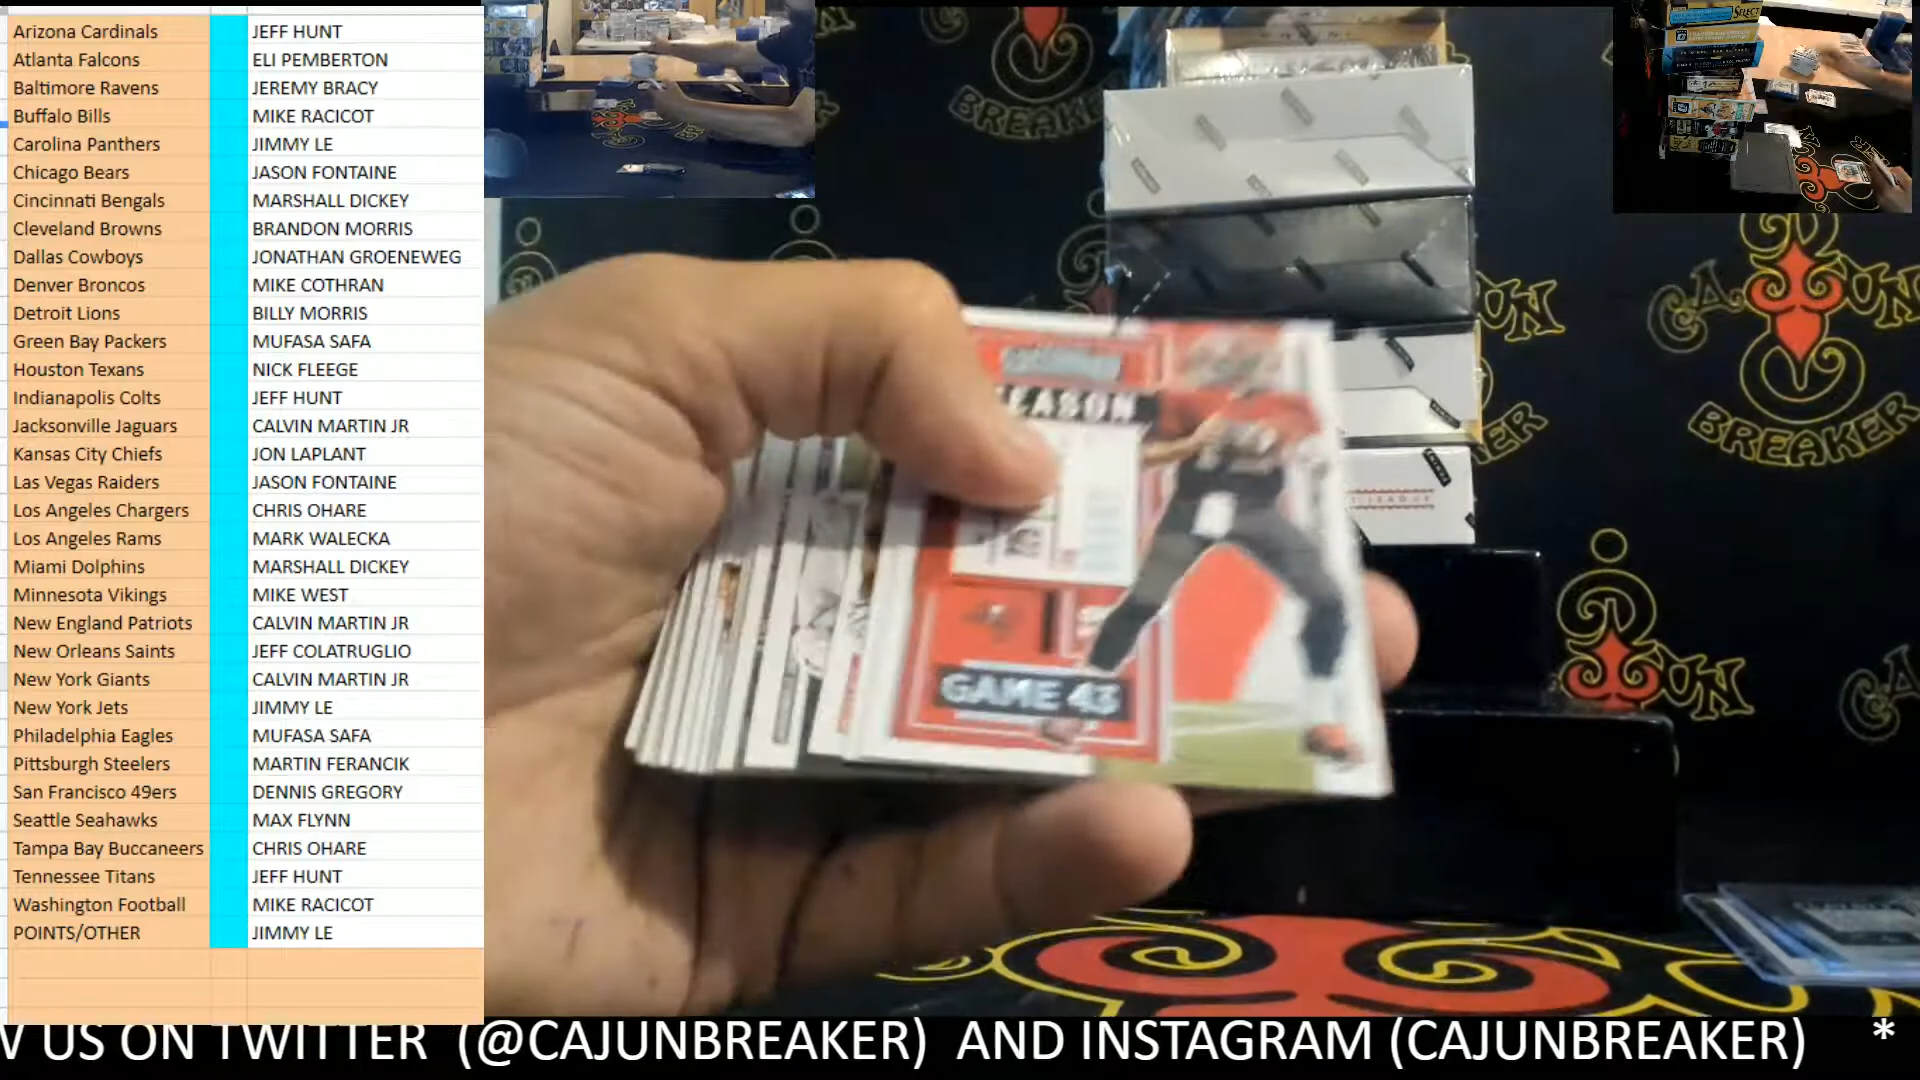 Arizona Cardinals JEFF HUNT
Atlanta Falcons ELI PEMBERTON
Baltimore Ravens JEREMY BRACY
Buffalo Bills MIKE RACICOT
Carolina Panthers JIMMY LE
Chicago Bears JASON FONTAINE
Cincinnati Bengals MARSHALL DICKEY
Cleveland Browns BRANDON MORRIS
Dallas Cowboys JONATHAN GROENEWEG
Denver Broncos MIKE COTHRAN
Detroit Lions BILLY MORRIS
Green Bay Packers MUFASA SAFA
Houston Texans NICK FLEEGE
Indianapolis Colts JEFF HUNT
Jacksonville Jaguars CALVIN MARTIN JR
Kansas City Chiefs JON LAPLANT
Las Vegas Raiders JASON FONTAINE
Los Angeles Chargers CHRIS OHARE
Los Angeles Rams MARK WALECKA
Miami Dolphins MARSHALL DICKEY
Minnesota Vikings MIKE WEST
New England Patriots CALVIN MARTIN JR
New Orleans Saints JEFF COLATRUGLIO
New York Giants CALVIN MARTIN JR
New York Jets JIMMY LE
Philadelphia Eagles MUFASA SAFA
Pittsburgh Steelers MARTIN FERANCIK
San Francisco 49ers DENNIS GREGORY
Seattle Seahawks MAX FLYNN
Tampa Bay Buccaneers CHRIS OHARE
Tennessee Titans JEFF HUNT
Washington Football MIKE RACICOT
POINTS/OTHER JIMMY LE
BREAKER
SELECT
CAJUN
BREAKER
EASON
GAME 43
BREAKER
CAJUN
W US ON TWITTER (@CAJUNBREAKER) AND INSTAGRAM (CAJUNBREAKER) *